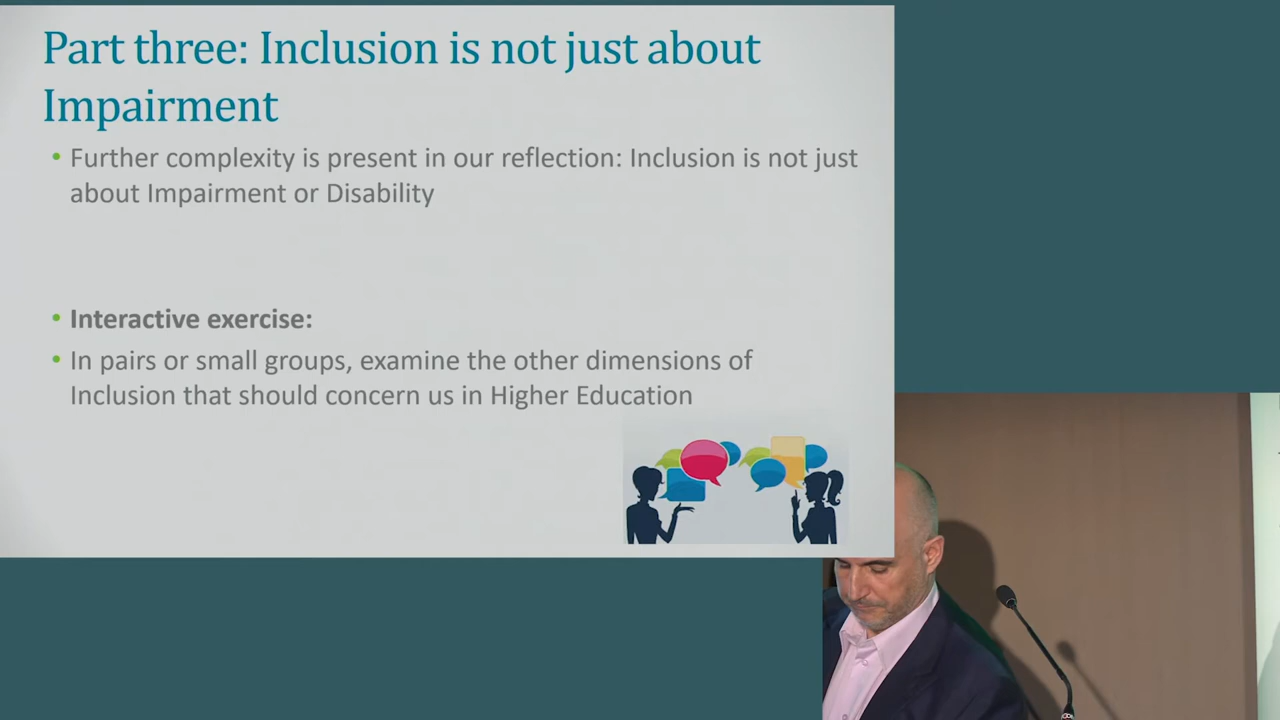 Part three: Inclusion is not just about
Impairment
• Further complexity is present in our reflection: Inclusion is not just
about Impairment or Disability
• Interactive exercise:
• In pairs or small groups, examine the other dimensions of
Inclusion that should concern us in Higher Education